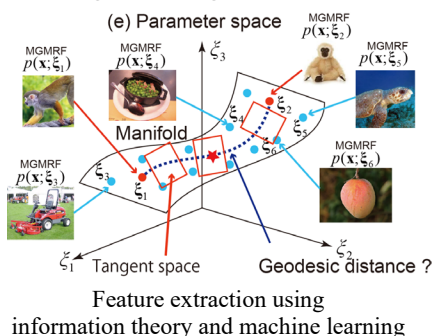 (e) Parameter space
MGMRF
p(x;ξ₁)
MGMRF
p(x;ξ₄)
ξ₃
MGMRF
p(x;ξ₂)
MGMRF
p(x;ξ₅)
Manifold
ξ₄
ξ₂
ξ₅
ξ₆
MGMRF
p(x;ξ₃)
ξ₃
ξ₁
MGMRF
p(x;ξ₆)
ξ₁
Tangent space
Geodesic distance ?
ξ₂
Feature extraction using
information theory and machine learning